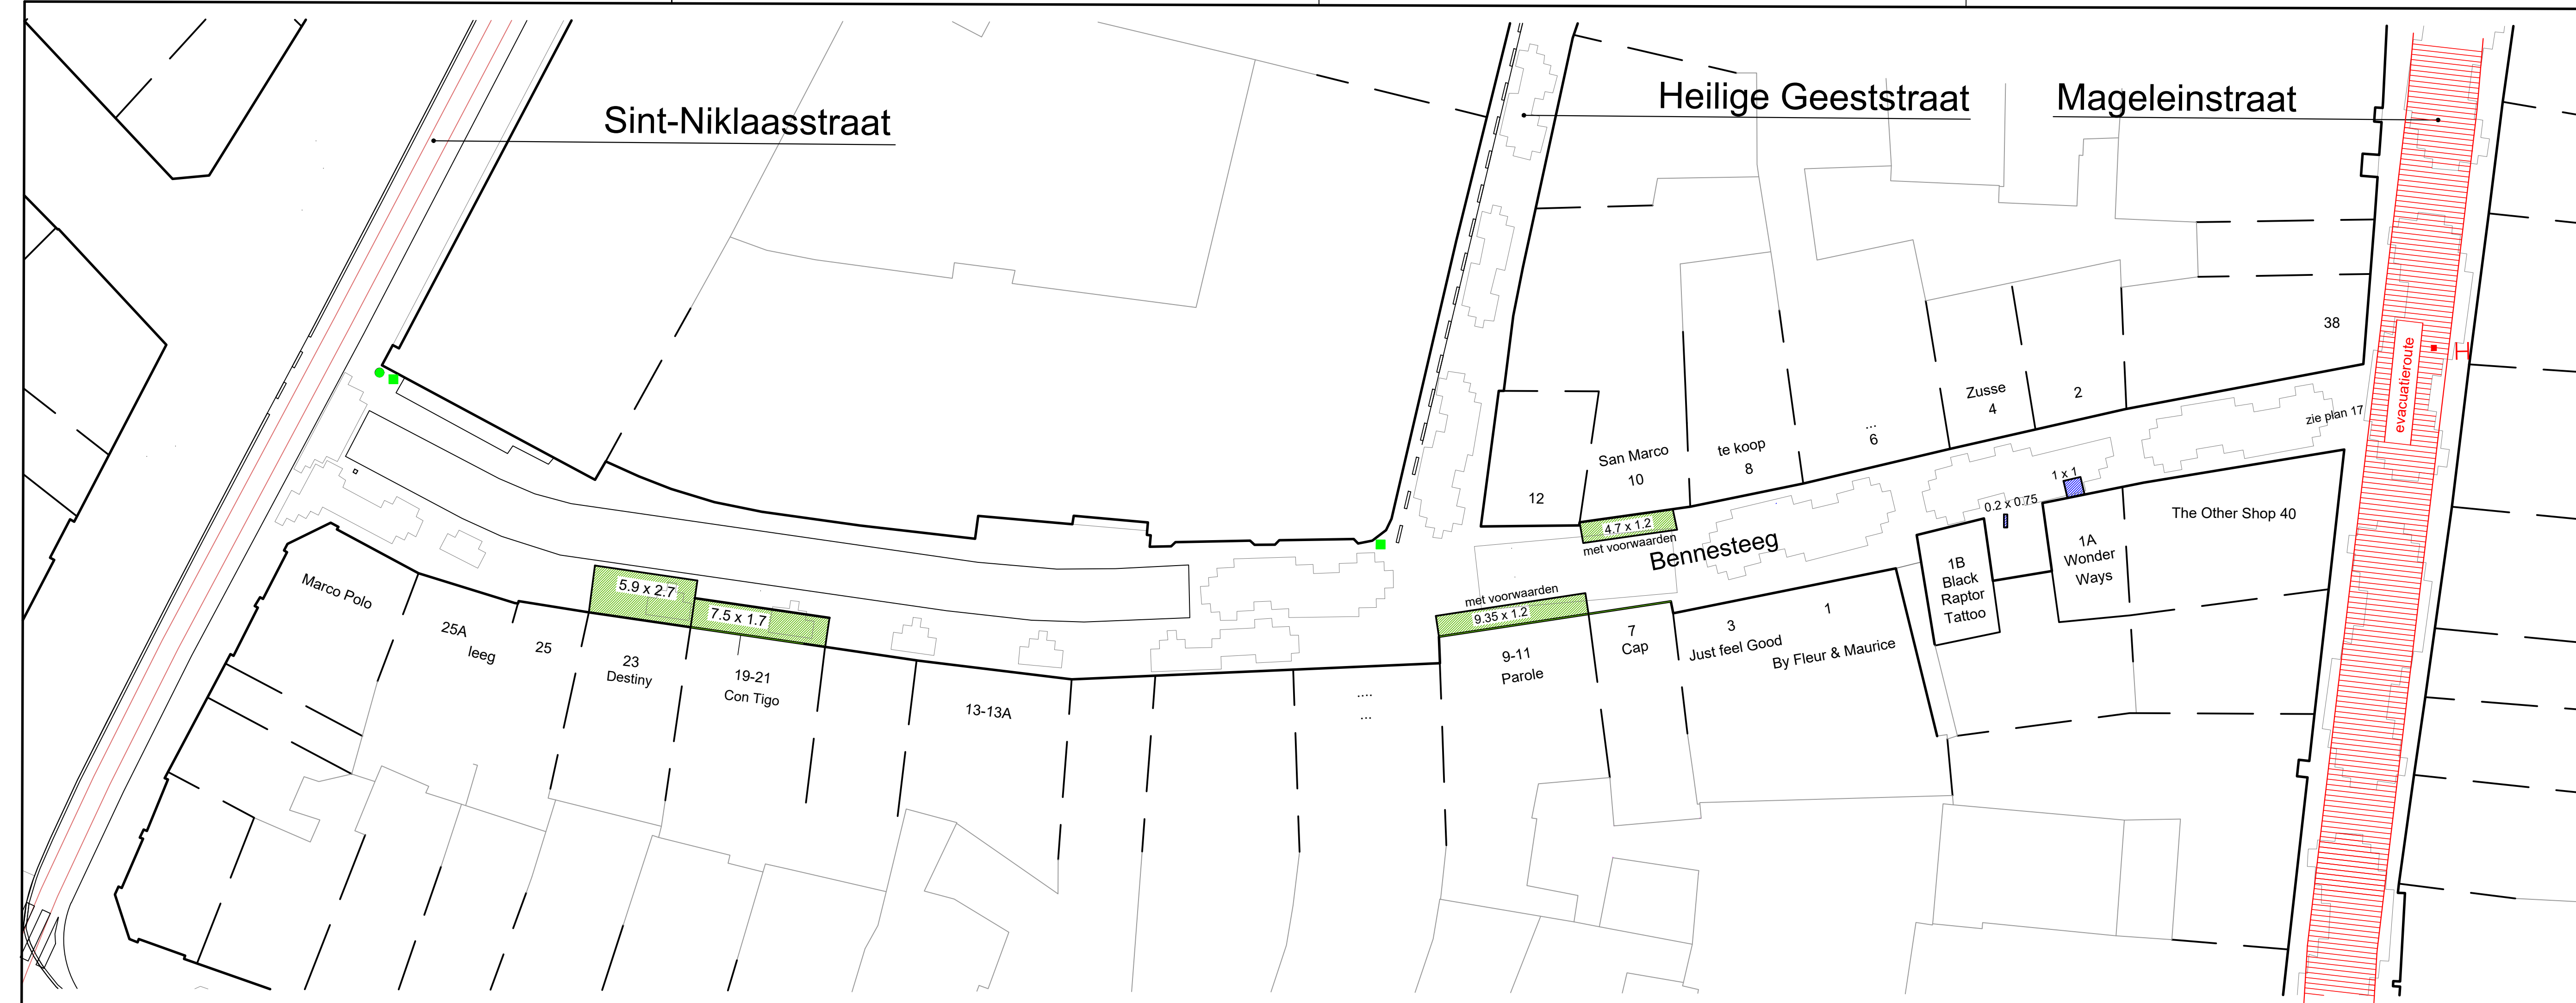 Sint-Niklaasstraat
Heilige Geeststraat
Mageleinstraat
evacuatieroute
H
38
Zusse
4
2
zie plan 17
...
6
te koop
8
San Marco
10
12
4.7 x 1.2
met voorwaarden
Bennesteeg
1 x 1
0.2 x 0.75
The Other Shop 40
1A
Wonder
Ways
1B
Black
Raptor
Tattoo
1
By Fleur & Maurice
3
Just feel Good
7
Cap
met voorwaarden
9.35 x 1.2
9-11
Parole
....
...
13-13A
7.5 x 1.7
19-21
Con Tigo
5.9 x 2.7
23
Destiny
25
25A
leeg
Marco Polo